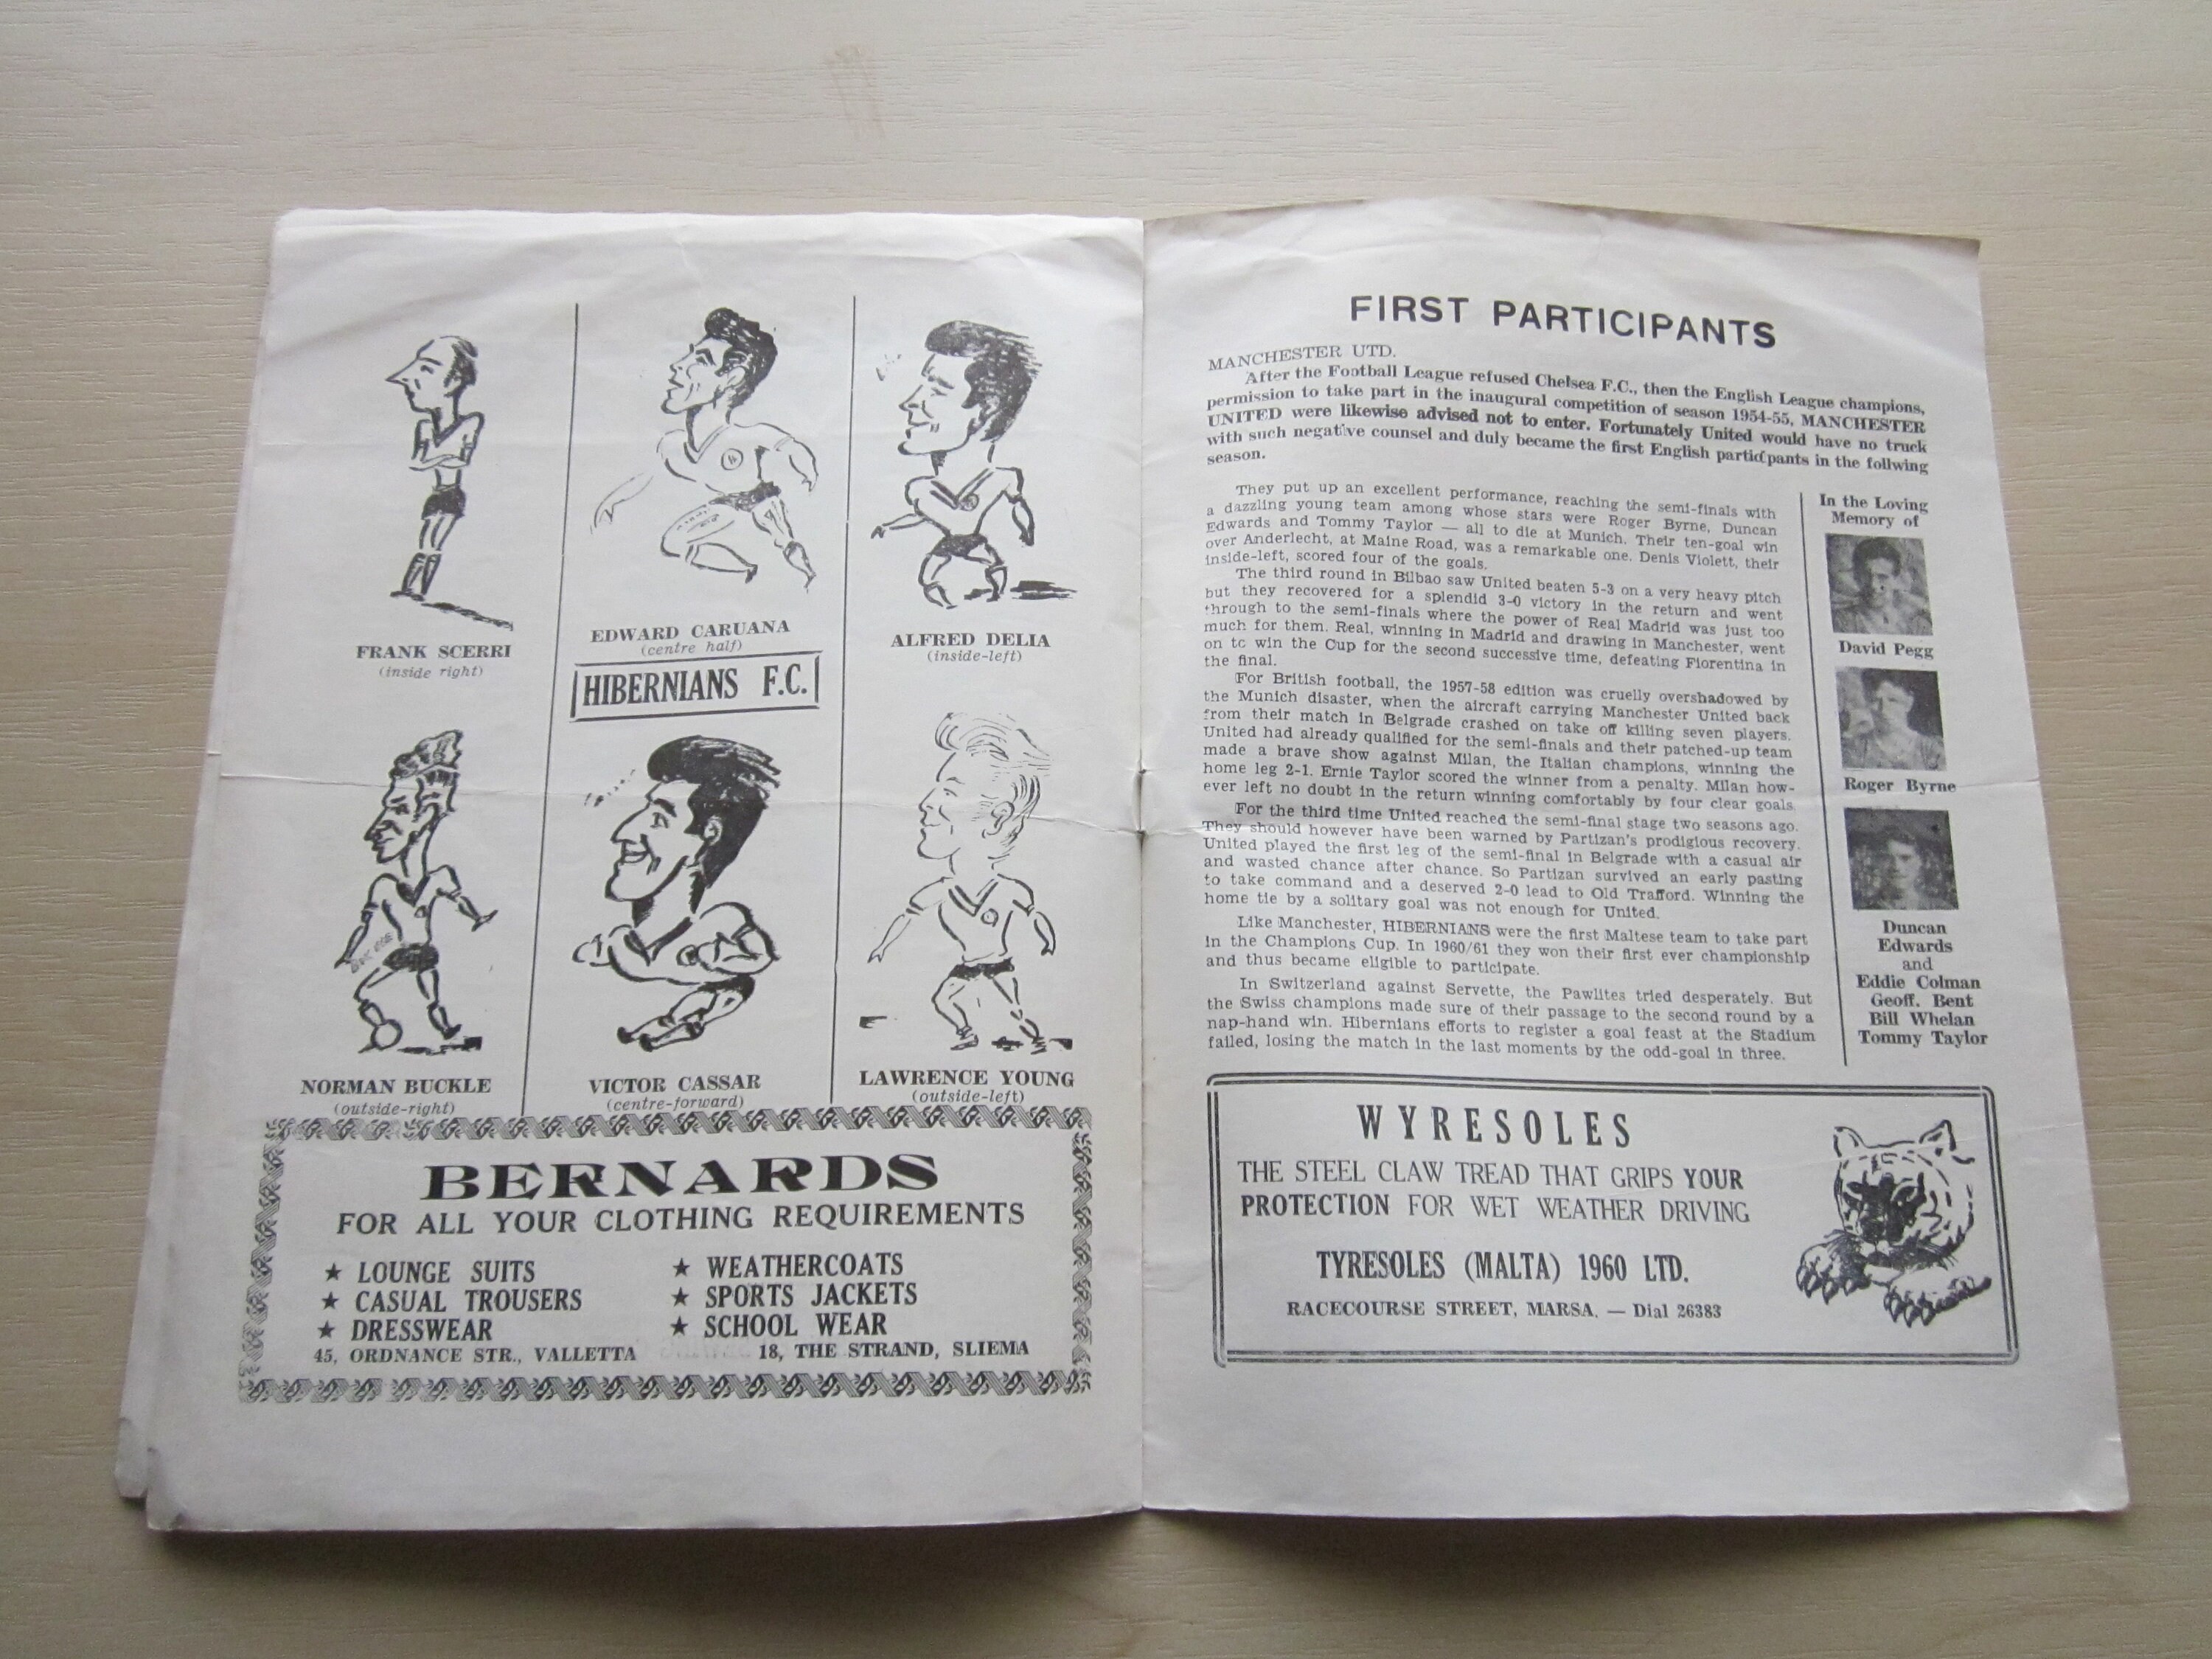 FRANK SCERRI
(inside right)
EDWARD CARUANA
(centre half)
ALFRED DELIA
(inside-left)
HIBERNIANS F.C.
NORMAN BUCKLE
(outside-right)
VICTOR CASSAR
(centre-forward)
LAWRENCE YOUNG
(outside-left)
BERNARDS
FOR ALL YOUR CLOTHING REQUIREMENTS
★ LOUNGE SUITS
★ CASUAL TROUSERS
★ DRESSWEAR
★ WEATHERCOATS
★ SPORTS JACKETS
★ SCHOOL WEAR
45, ORDNANCE STR., VALLETTA
18, THE STRAND, SLIEMA
FIRST PARTICIPANTS
MANCHESTER UTD.
After the Football League refused Chelsea F.C., then the English League champions,
permission to take part in the inaugural competition of season 1954-55, MANCHESTER
UNITED were likewise advised not to enter. Fortunately United would have no truck
with such negative counsel and duly became the first English participants in the follwing
season.
They put up an excellent performance, reaching the semi-finals with
a dazzling young team among whose stars were Roger Byrne, Duncan
Edwards and Tommy Taylor — all to die at Munich. Their ten-goal win
over Anderlecht, at Maine Road, was a remarkable one. Denis Violett, their
inside-left, scored four of the goals.
The third round in Bilbao saw United beaten 5-3 on a very heavy pitch
but they recovered for a splendid 3-0 victory in the return and went
through to the semi-finals where the power of Real Madrid was just too
much for them. Real, winning in Madrid and drawing in Manchester, went
on to win the Cup for the second successive time, defeating Fiorentina in
the final.
For British football, the 1957-58 edition was cruelly overshadowed by
the Munich disaster, when the aircraft carrying Manchester United back
from their match in Belgrade crashed on take off killing seven players.
United had already qualified for the semi-finals and their patched-up team
made a brave show against Milan, the Italian champions, winning the
home leg 2-1. Ernie Taylor scored the winner from a penalty. Milan how-
ever left no doubt in the return winning comfortably by four clear goals.
For the third time United reached the semi-final stage two seasons ago.
They should however have been warned by Partizan's prodigious recovery.
United played the first leg of the semi-final in Belgrade with a casual air
and wasted chance after chance. So Partizan survived an early pasting
to take command and a deserved 2-0 lead to Old Trafford. Winning the
home tie by a solitary goal was not enough for United.
Like Manchester, HIBERNIANS were the first Maltese team to take part
in the Champions Cup. In 1960/61 they won their first ever championship
and thus became eligible to participate.
In Switzerland against Servette, the Pawlites tried desperately. But
the Swiss champions made sure of their passage to the second round by a
nap-hand win. Hibernians efforts to register a goal feast at the Stadium
failed, losing the match in the last moments by the odd-goal in three.
In the Loving
Memory of
David Pegg
Roger Byrne
Duncan
Edwards
and
Eddie Colman
Geoff. Bent
Bill Whelan
Tommy Taylor
WYRESOLES
THE STEEL CLAW TREAD THAT GRIPS YOUR
PROTECTION FOR WET WEATHER DRIVING
TYRESOLES (MALTA) 1960 LTD.
RACECOURSE STREET, MARSA. — Dial 26383